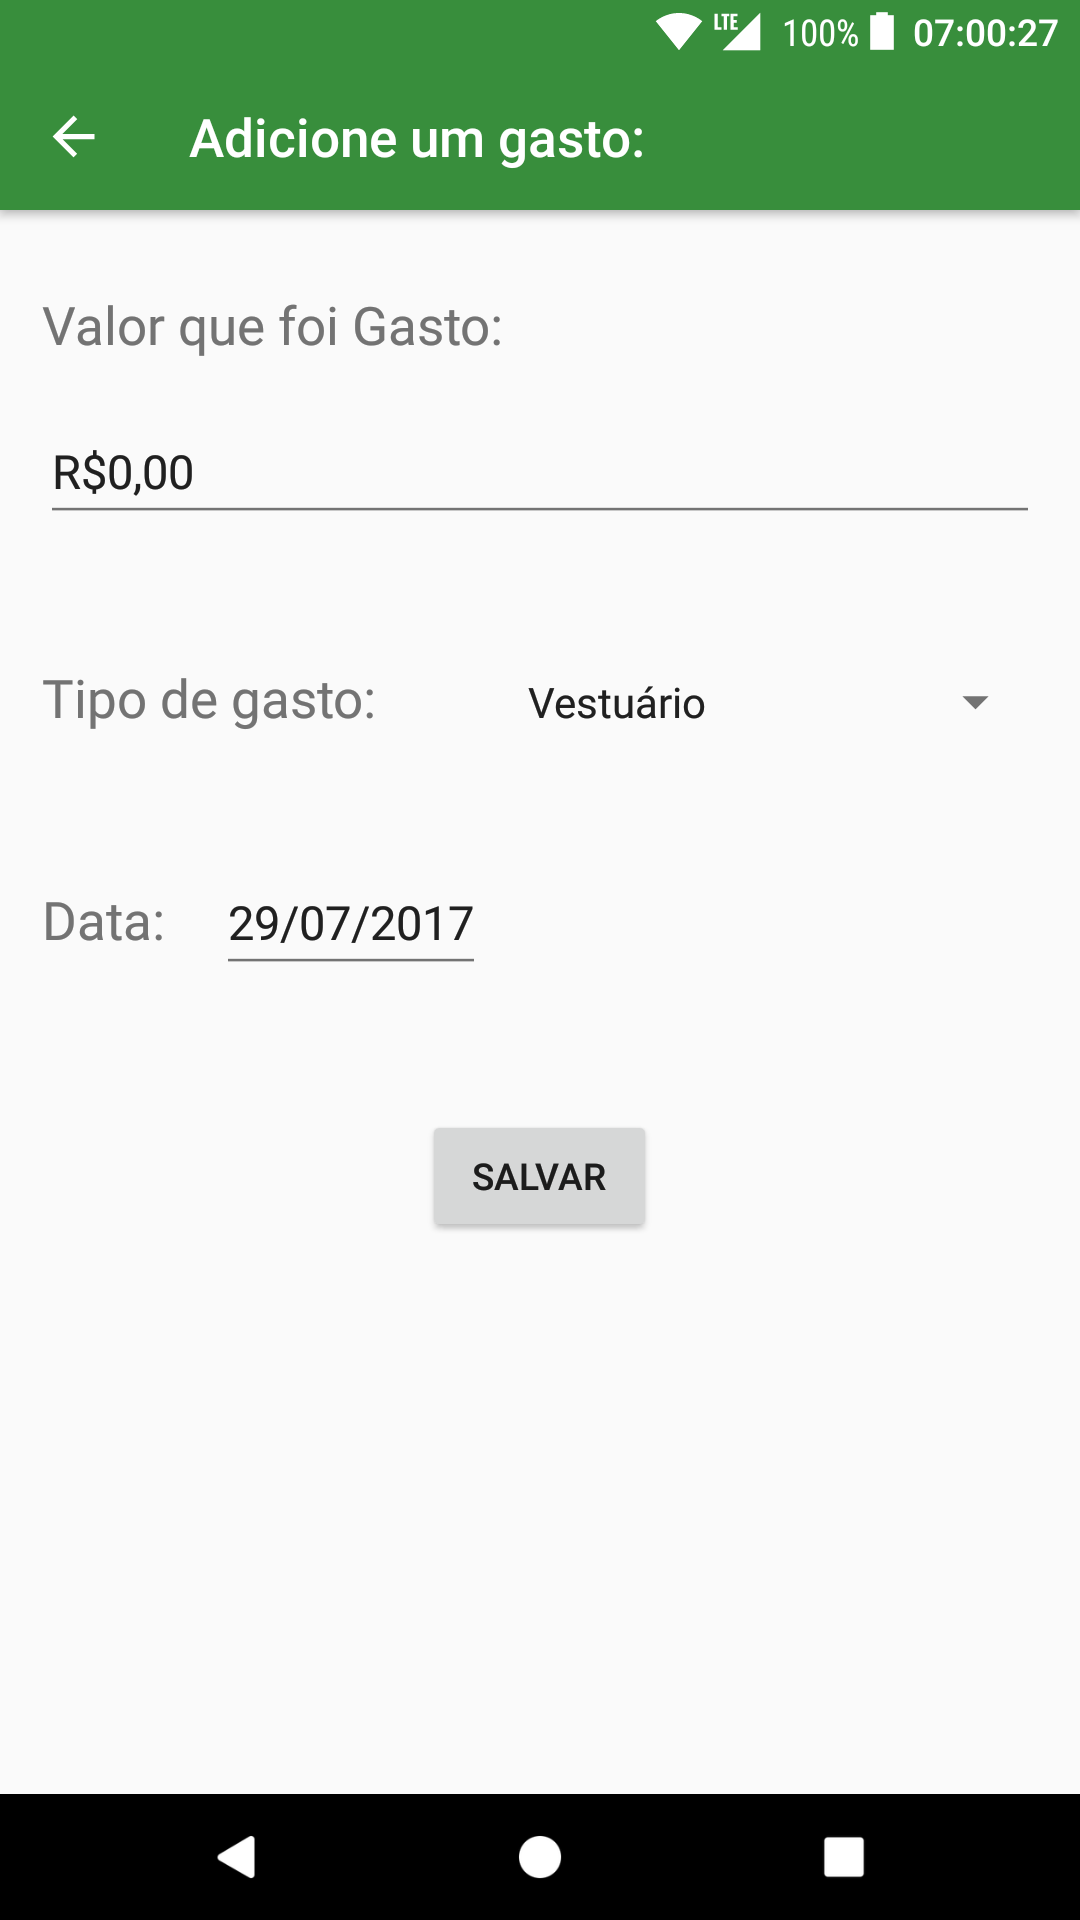 LTE 100% 07:00:27
Adicione um gasto:
Valor que foi Gasto:
R$0,00
Tipo de gasto: Vestuário
Data: 29/07/2017
SALVAR